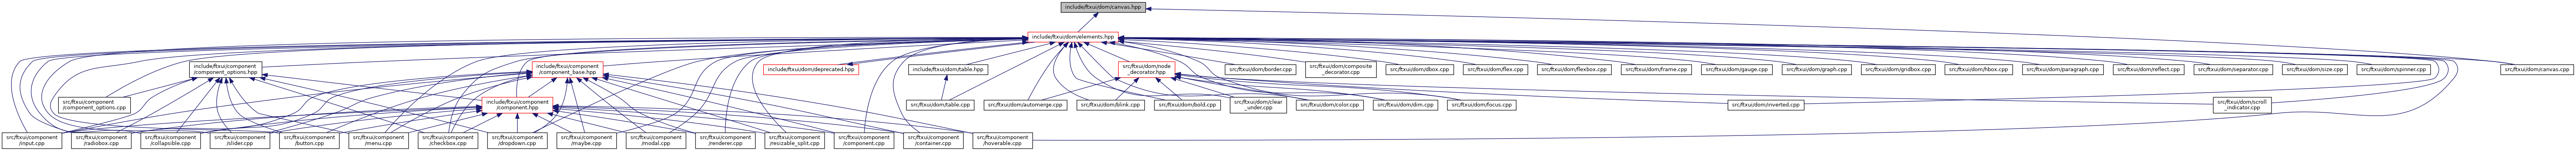 include/ftxui/dom/canvas.hpp
include/ftxui/dom/elements.hpp
include/ftxui/component
/component_options.hpp
include/ftxui/component
/component_base.hpp
include/ftxui/dom/deprecated.hpp
include/ftxui/dom/table.hpp
src/ftxui/dom/node
_decorator.hpp
src/ftxui/dom/border.cpp
src/ftxui/dom/composite
_decorator.cpp
src/ftxui/dom/dbox.cpp
src/ftxui/dom/flex.cpp
src/ftxui/dom/flexbox.cpp
src/ftxui/dom/frame.cpp
src/ftxui/dom/gauge.cpp
src/ftxui/dom/graph.cpp
src/ftxui/dom/gridbox.cpp
src/ftxui/dom/hbox.cpp
src/ftxui/dom/paragraph.cpp
src/ftxui/dom/reflect.cpp
src/ftxui/dom/separator.cpp
src/ftxui/dom/size.cpp
src/ftxui/dom/spinner.cpp
src/ftxui/dom/canvas.cpp
src/ftxui/component
/component_options.cpp
include/ftxui/component
/component.hpp
src/ftxui/dom/table.cpp
src/ftxui/dom/automerge.cpp
src/ftxui/dom/blink.cpp
src/ftxui/dom/bold.cpp
src/ftxui/dom/clear
_under.cpp
src/ftxui/dom/color.cpp
src/ftxui/dom/dim.cpp
src/ftxui/dom/focus.cpp
src/ftxui/dom/inverted.cpp
src/ftxui/dom/scroll
_indicator.cpp
src/ftxui/component
/input.cpp
src/ftxui/component
/radiobox.cpp
src/ftxui/component
/collapsible.cpp
src/ftxui/component
/slider.cpp
src/ftxui/component
/button.cpp
src/ftxui/component
/menu.cpp
src/ftxui/component
/checkbox.cpp
src/ftxui/component
/dropdown.cpp
src/ftxui/component
/maybe.cpp
src/ftxui/component
/modal.cpp
src/ftxui/component
/renderer.cpp
src/ftxui/component
/resizable_split.cpp
src/ftxui/component
/component.cpp
src/ftxui/component
/container.cpp
src/ftxui/component
/hoverable.cpp